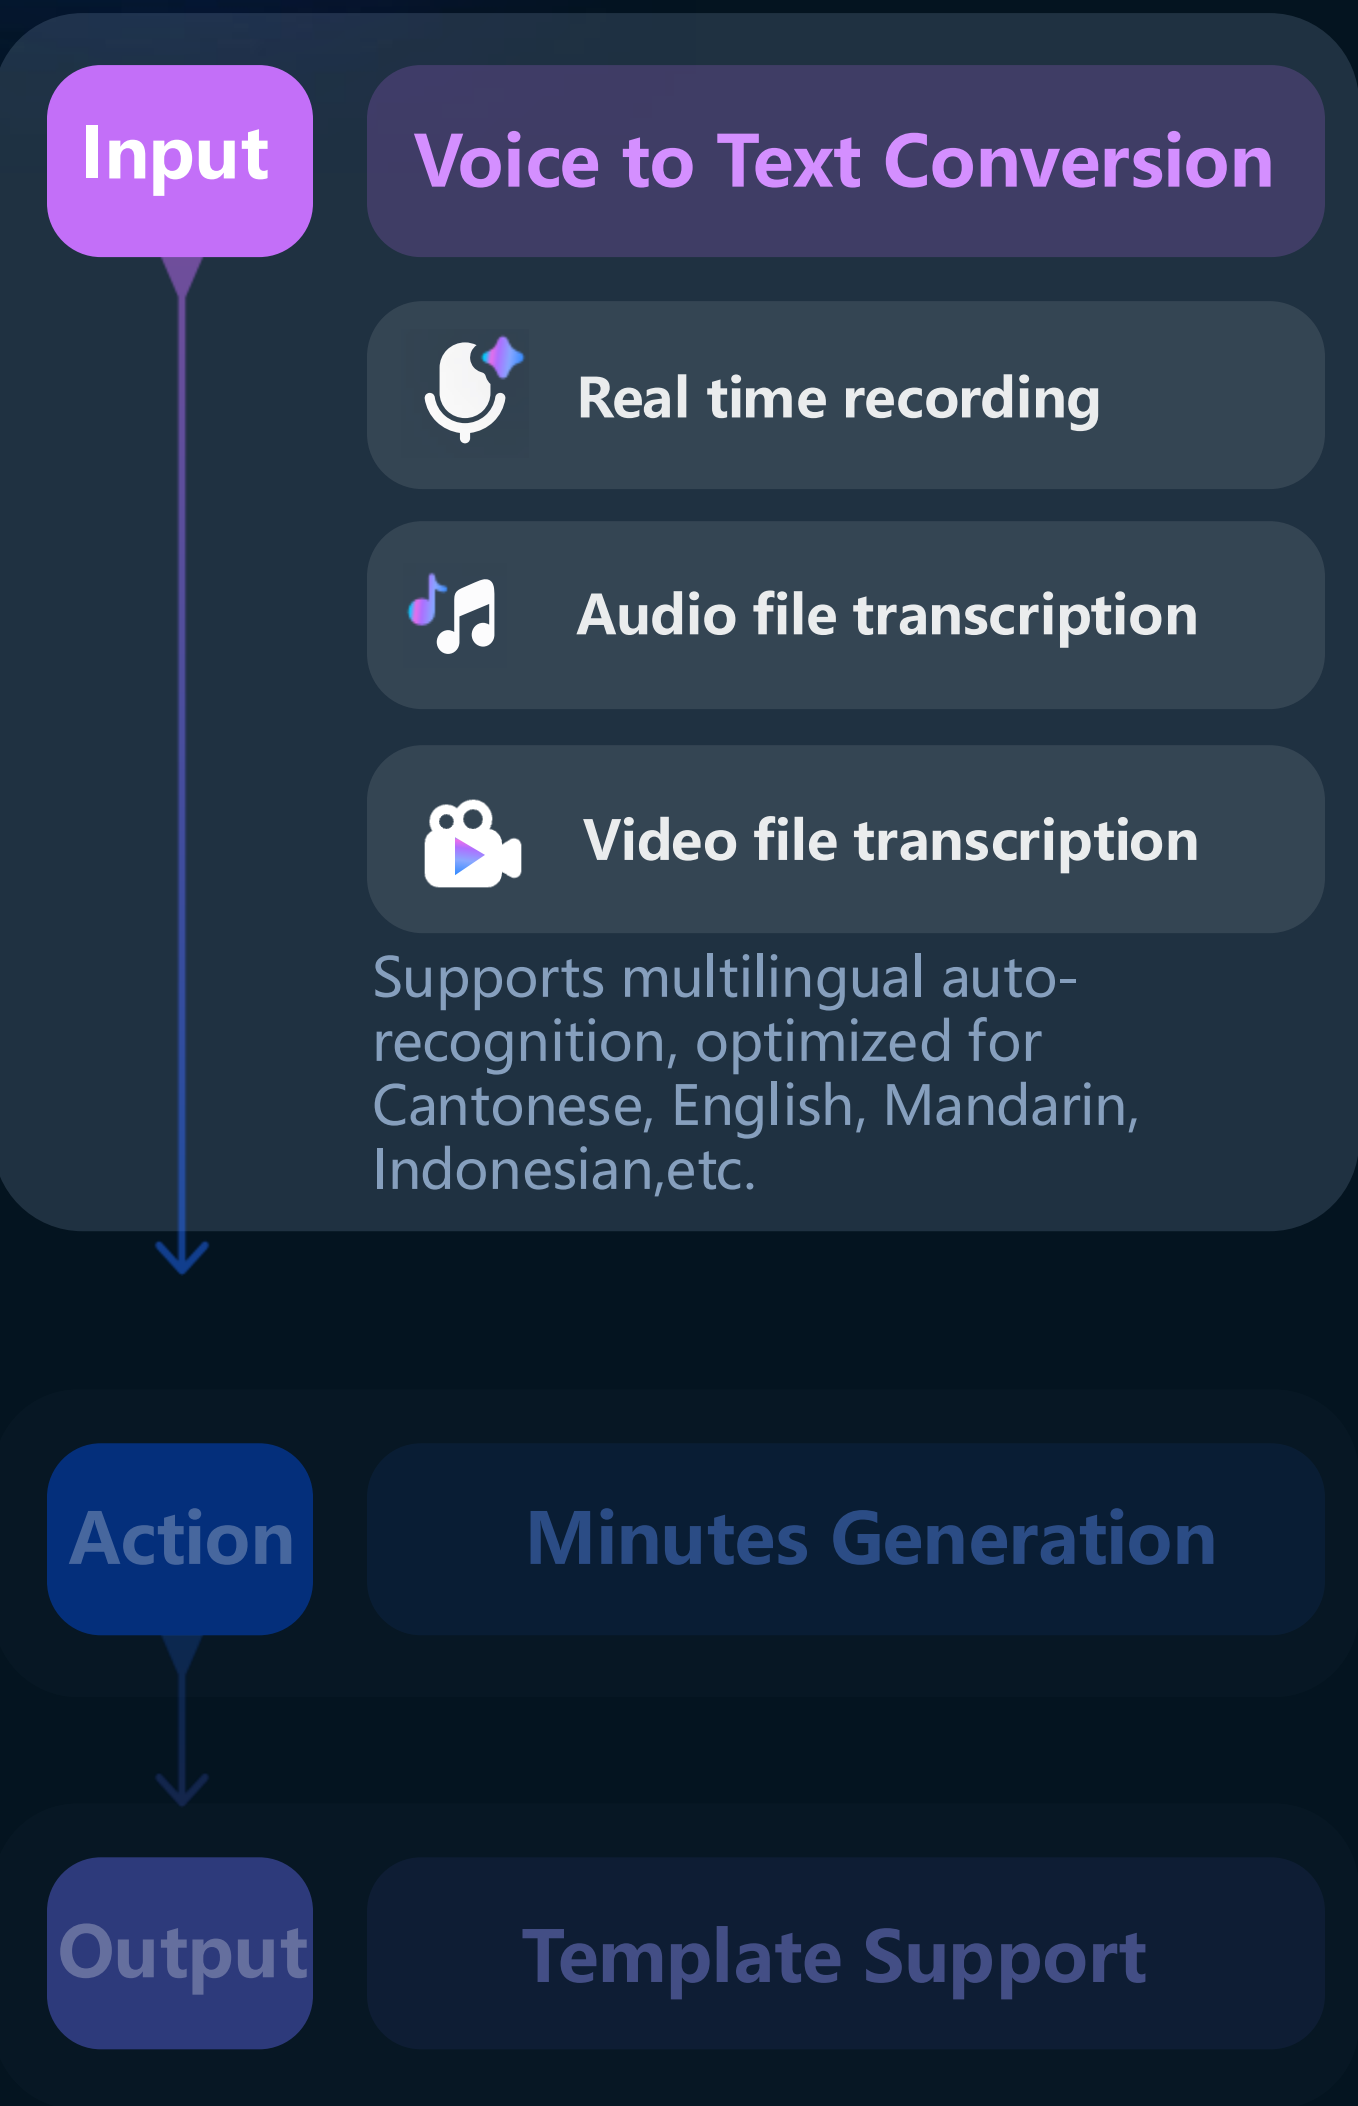 Input
Voice to Text Conversion
Real time recording
Audio file transcription
Video file transcription
Supports multilingual auto-
recognition, optimized for
Cantonese, English, Mandarin,
Indonesian,etc.
Action
Minutes Generation
Output
Template Support